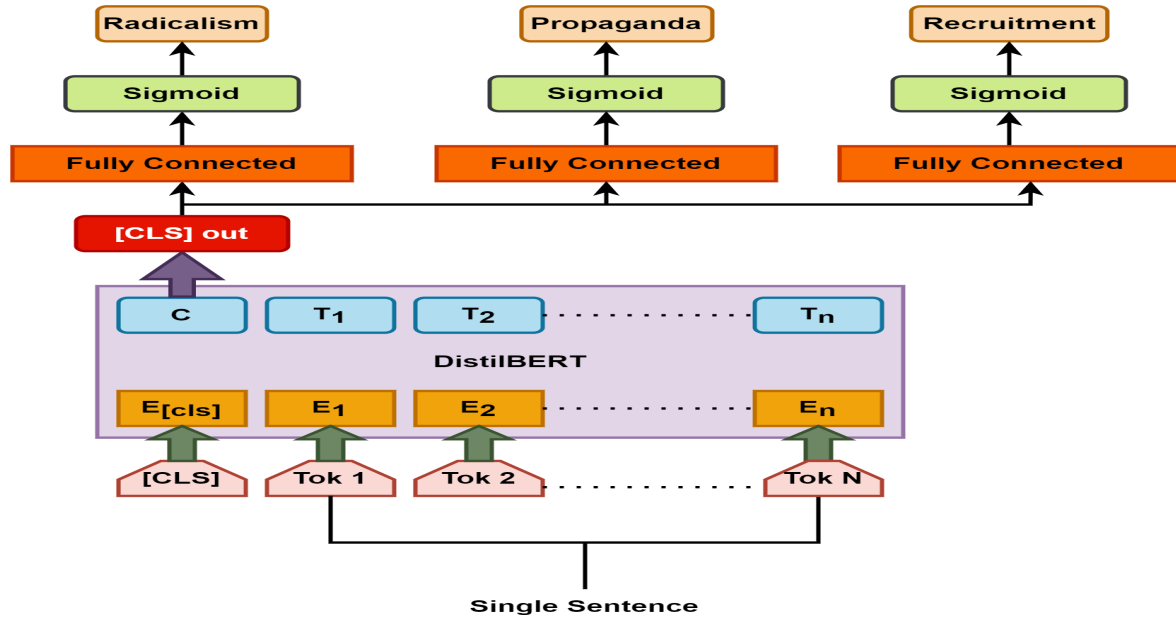 Radicalism Propaganda Recruitment
Sigmoid Sigmoid Sigmoid
Fully Connected Fully Connected Fully Connected
[CLS] out
C T1 T2 Tn
DistilBERT
E[cls] E1 E2 En
[CLS] Tok 1 Tok 2 Tok N
Single Sentence